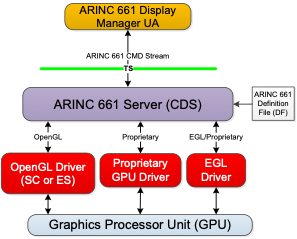 ARINC 661 Display
Manager UA
ARINC 661 CMD Stream
TS
ARINC 661 Server (CDS)
ARINC 661
Definition
File (DF)
OpenGL
Proprietary
EGL/Proprietary
OpenGL Driver
(SC or ES)
Proprietary
GPU Driver
EGL
Driver
Graphics Processor Unit (GPU)